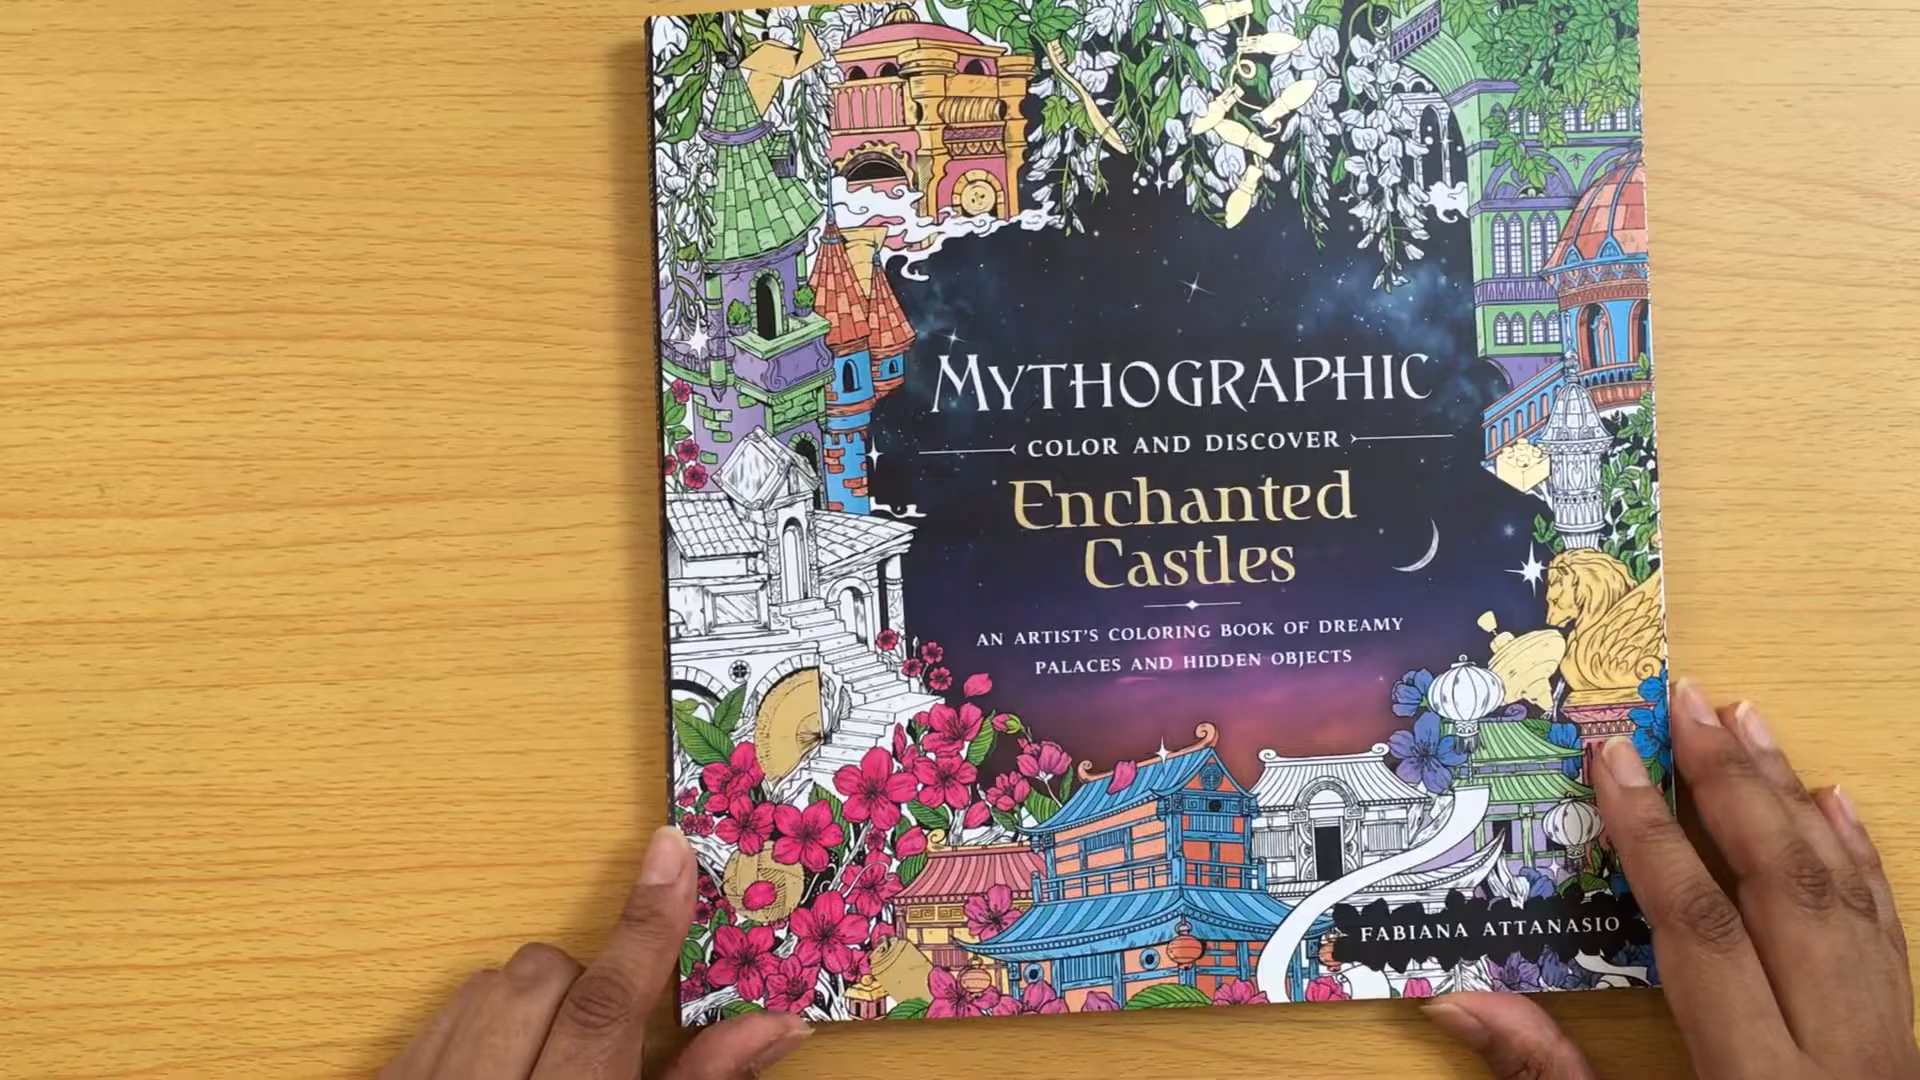 MYTHOGRAPHIC
COLOR AND DISCOVER
Enchanted
Castles
AN ARTIST'S COLORING BOOK OF DREAMY
PALACES AND HIDDEN OBJECTS
FABIANA ATTANASIO